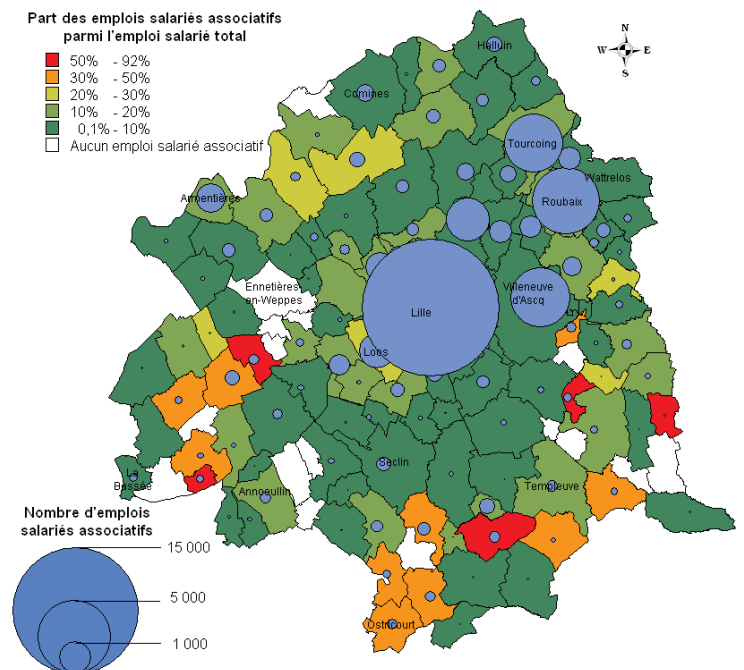 Part des emplois salariés associatifs
parmi l'emploi salarié total
50% - 92%
30% - 50%
20% - 30%
10% - 20%
0,1% - 10%
Aucun emploi salarié associatif
N
W E
S
Halluin
Comines
Tourcoing
Wattrelos
Armentières
Roubaix
Ennetières-
en-Weppes
Villeneuve
d'Ascq
Lille
Loos
La
Bassée
Seclin
Annoeullin
Templeuve
Ostricourt
Nombre d'emplois
salariés associatifs
15 000
5 000
1 000